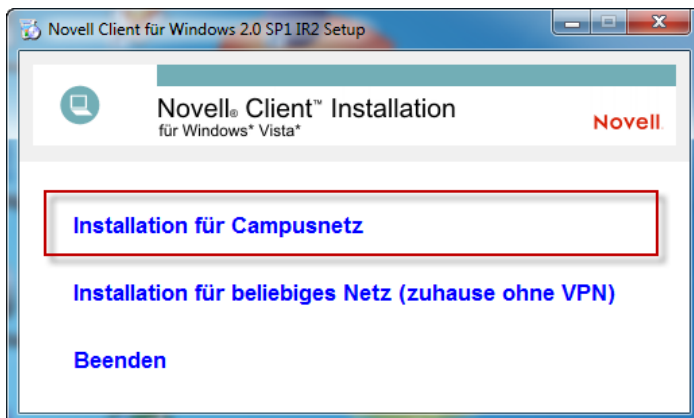 Novell Client für Windows 2.0 SP1 IR2 Setup
Novell® Client™ Installation
für Windows* Vista*
Novell.
Installation für Campusnetz
Installation für beliebiges Netz (zuhause ohne VPN)
Beenden